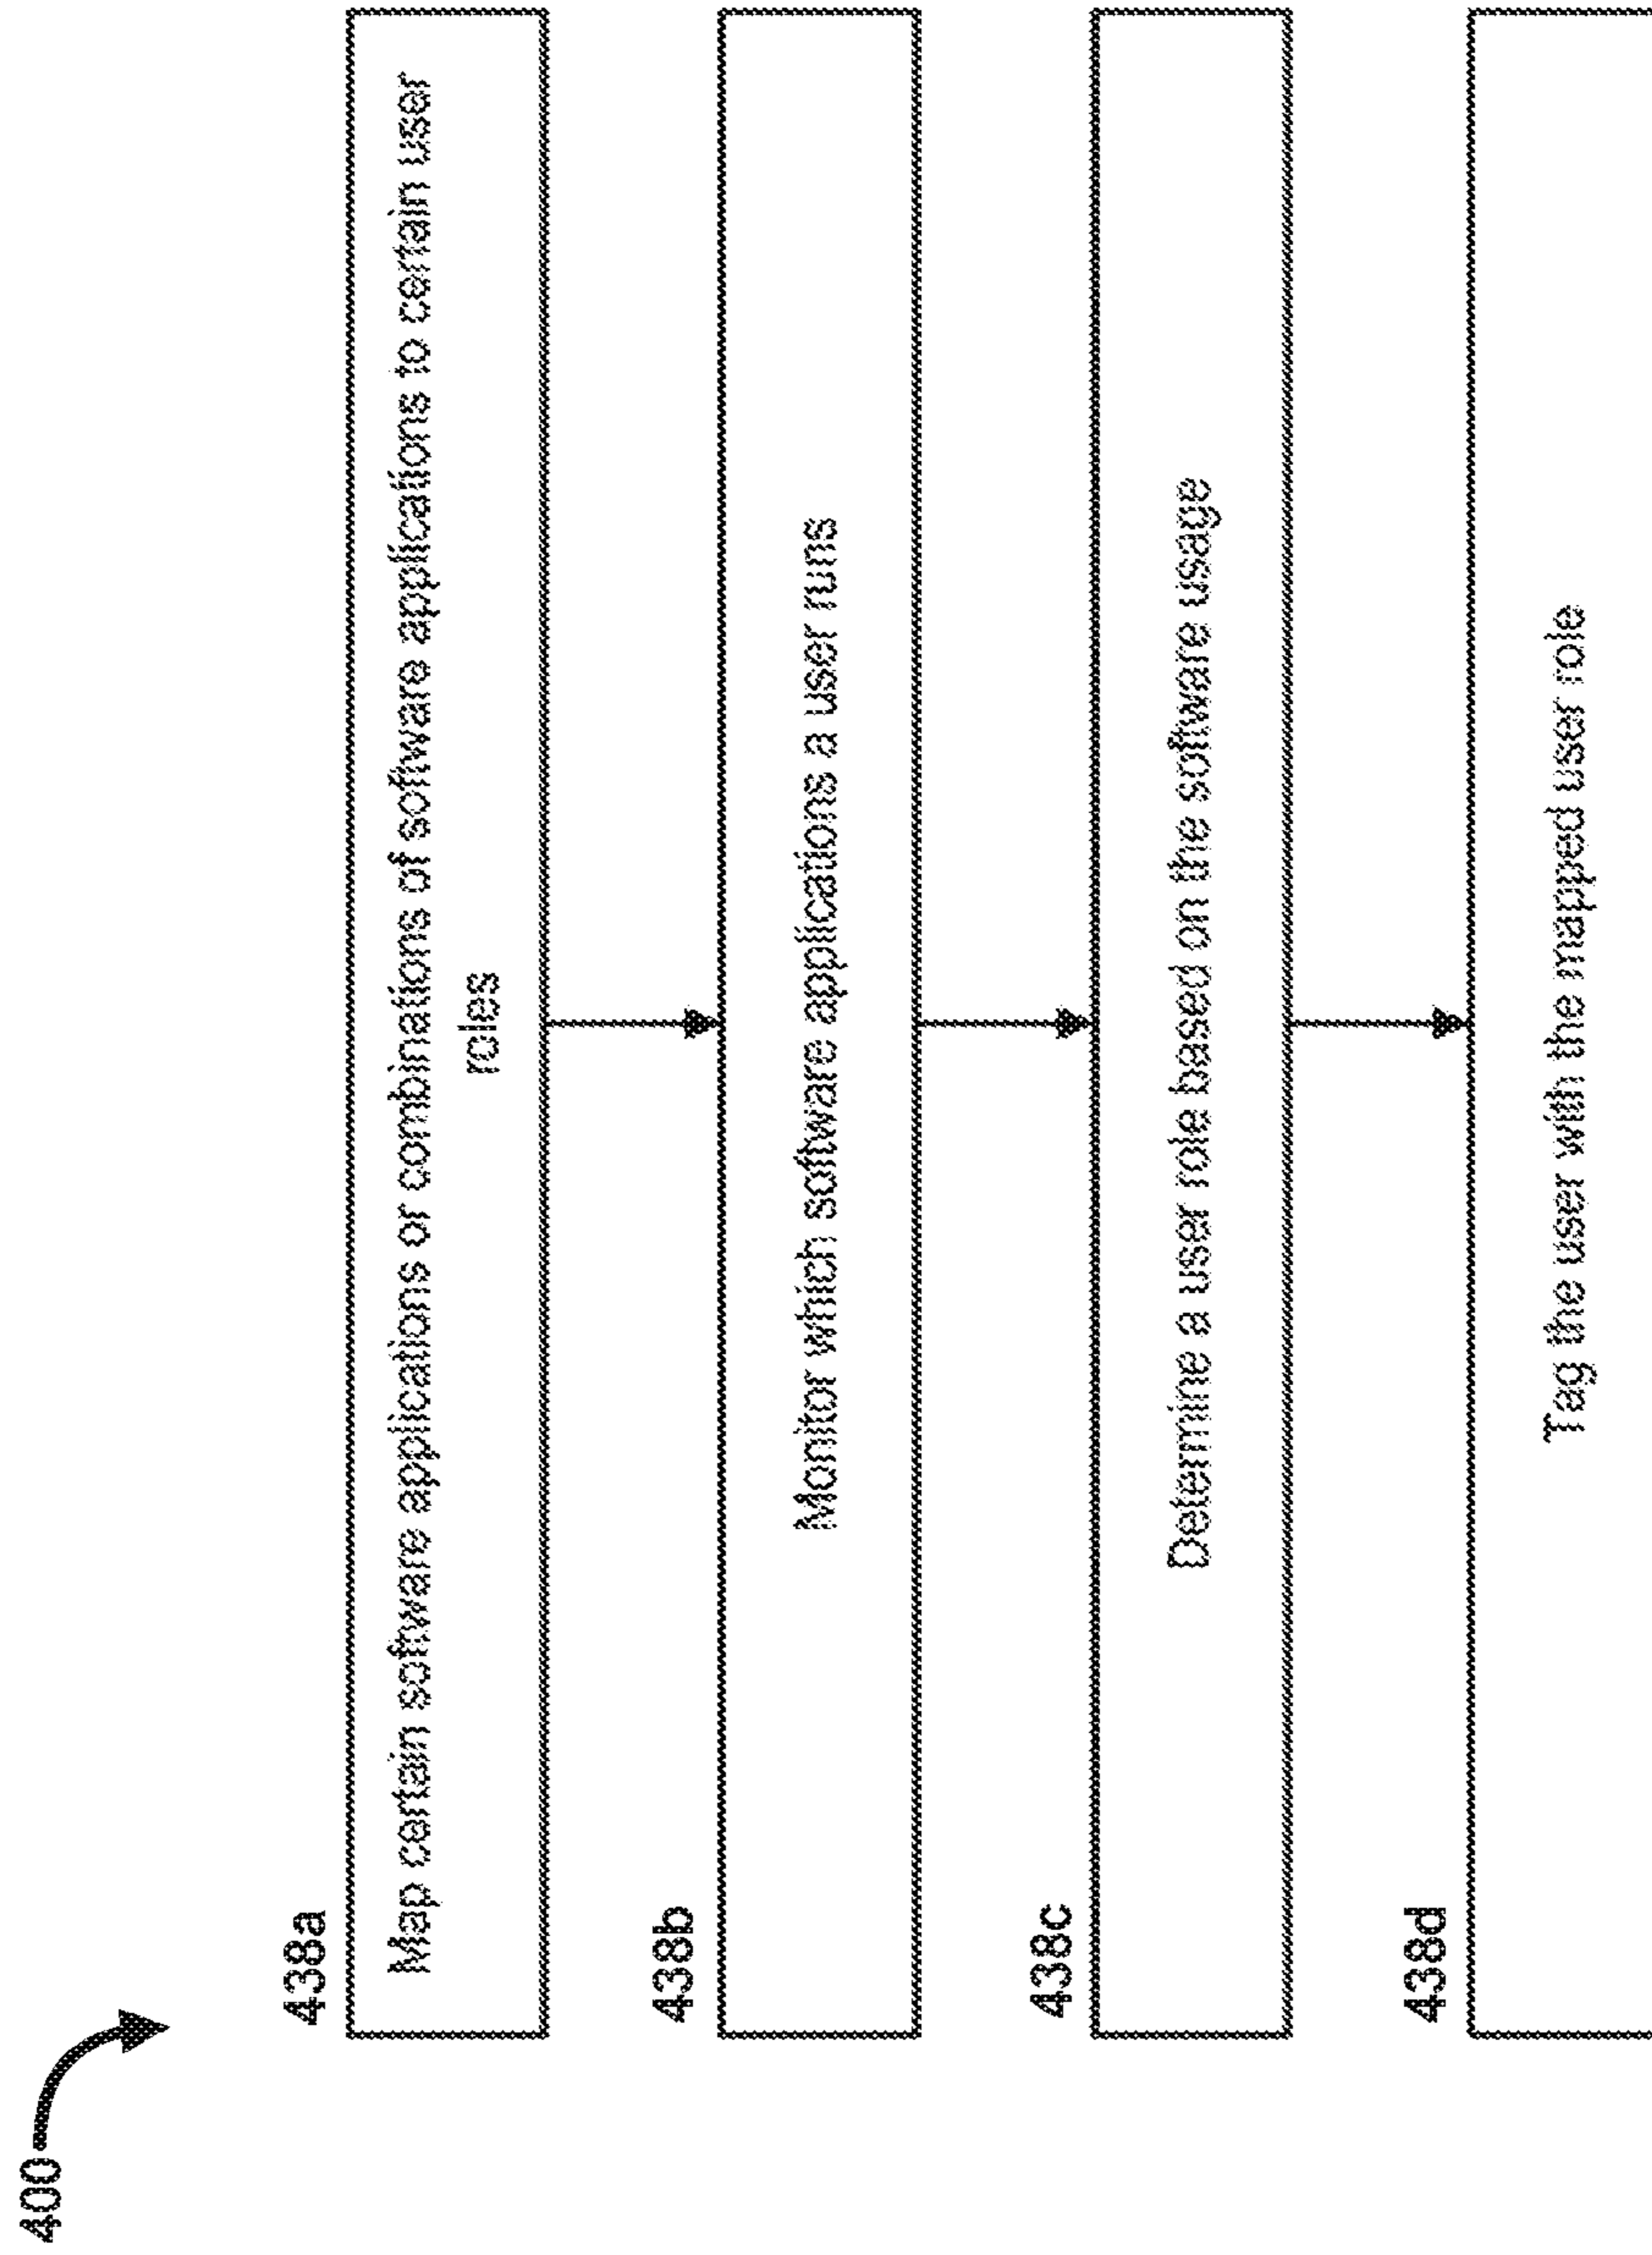 400
438a
Map certain software applications or combinations of software applications to certain user
roles
438b
Monitor which software applications a user runs
438c
Determine a user role based on the software usage
438d
Tag the user with the mapped user role